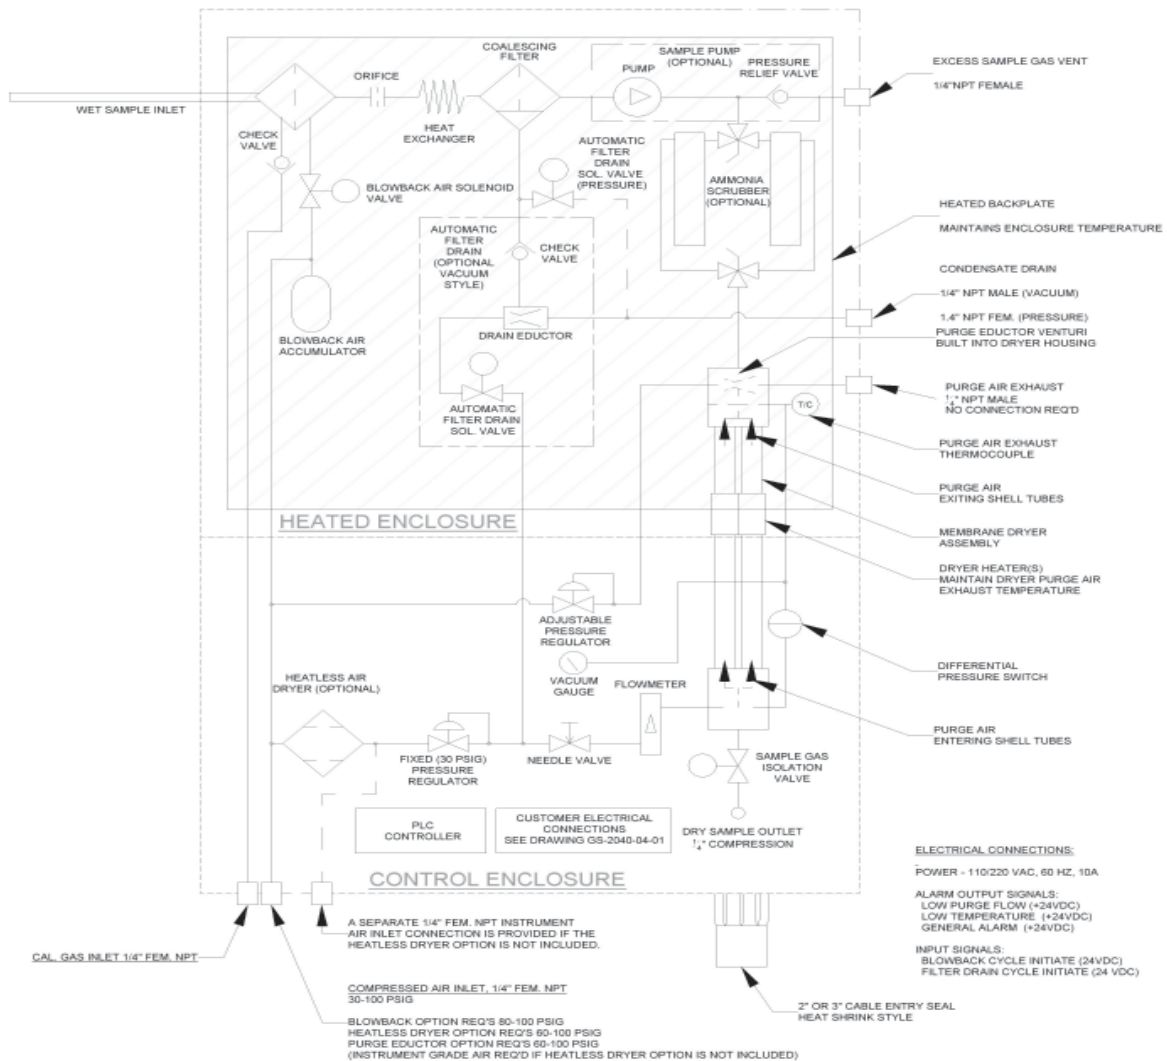 COALESCING
FILTER
SAMPLE PUMP
(OPTIONAL)
PUMP
PRESSURE
RELIEF VALVE
ORIFICE
WET SAMPLE INLET
HEAT
EXCHANGER
CHECK
VALVE
BLOWBACK AIR SOLENOID
VALVE
AUTOMATIC
FILTER
DRAIN
SOL. VALVE
(PRESSURE)
AMMONIA
SCRUBBER
(OPTIONAL)
AUTOMATIC
FILTER
DRAIN
(OPTIONAL
VACUUM
STYLE)
CHECK
VALVE
DRAIN EDUCTOR
BLOWBACK AIR
ACCUMULATOR
AUTOMATIC
FILTER DRAIN
SOL. VALVE
T/C
HEATED ENCLOSURE
EXCESS SAMPLE GAS VENT
1/4"NPT FEMALE
HEATED BACKPLATE
MAINTAINS ENCLOSURE TEMPERATURE
CONDENSATE DRAIN
1/4" NPT MALE (VACUUM)
1.4" NPT FEM. (PRESSURE)
PURGE EDUCTOR VENTURI
BUILT INTO DRYER HOUSING
PURGE AIR EXHAUST
¼" NPT MALE
NO CONNECTION REQ'D
PURGE AIR EXHAUST
THERMOCOUPLE
PURGE AIR
EXITING SHELL TUBES
MEMBRANE DRYER
ASSEMBLY
DRYER HEATER(S)
MAINTAIN DRYER PURGE AIR
EXHAUST TEMPERATURE
DIFFERENTIAL
PRESSURE SWITCH
PURGE AIR
ENTERING SHELL TUBES
ADJUSTABLE
PRESSURE
REGULATOR
VACUUM
GAUGE
FLOWMETER
HEATLESS AIR
DRYER (OPTIONAL)
FIXED (30 PSIG)
PRESSURE
REGULATOR
NEEDLE VALVE
SAMPLE GAS
ISOLATION
VALVE
PLC
CONTROLLER
CUSTOMER ELECTRICAL
CONNECTIONS
SEE DRAWING GS-2040-04-01
DRY SAMPLE OUTLET
¼" COMPRESSION
CONTROL ENCLOSURE
ELECTRICAL CONNECTIONS:
POWER - 110/220 VAC, 60 HZ, 10A
ALARM OUTPUT SIGNALS:
LOW PURGE FLOW (+24VDC)
LOW TEMPERATURE (+24VDC)
GENERAL ALARM (+24VDC)
INPUT SIGNALS:
BLOWBACK CYCLE INITIATE (24VDC)
FILTER DRAIN CYCLE INITIATE (24 VDC)
A SEPARATE 1/4" FEM. NPT INSTRUMENT
AIR INLET CONNECTION IS PROVIDED IF THE
HEATLESS DRYER OPTION IS NOT INCLUDED.
CAL. GAS INLET 1/4" FEM. NPT
COMPRESSED AIR INLET, 1/4" FEM. NPT
30-100 PSIG
BLOWBACK OPTION REQ'S 80-100 PSIG
HEATLESS DRYER OPTION REQ'S 60-100 PSIG
PURGE EDUCTOR OPTION REQ'S 60-100 PSIG
(INSTRUMENT GRADE AIR REQ'D IF HEATLESS DRYER OPTION IS NOT INCLUDED)
2" OR 3" CABLE ENTRY SEAL
HEAT SHRINK STYLE